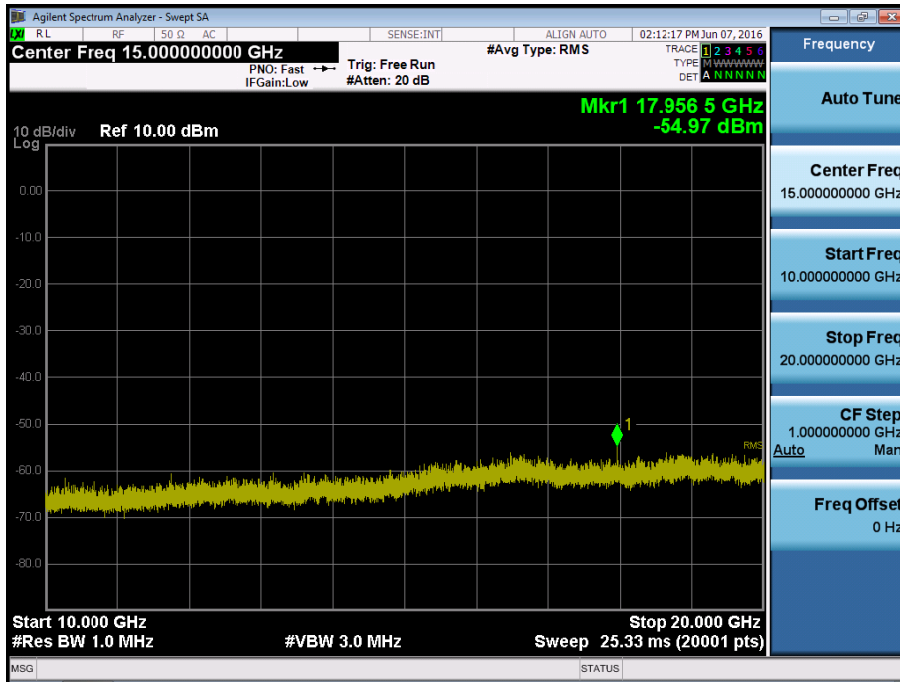 Agilent Spectrum Analyzer - Swept SA
LXI RL RF 50 Ω AC SENSE:INT ALIGN AUTO 02:12:17 PM Jun 07, 2016
Center Freq 15.000000000 GHz
PNO: Fast
IFGain:Low
Trig: Free Run
#Atten: 20 dB
#Avg Type: RMS
TRACE 1 2 3 4 5 6
TYPE M WWWWW
DET A N N N N N
Mkr1 17.956 5 GHz
-54.97 dBm
10 dB/div Ref 10.00 dBm
Log
0.00
-10.0
-20.0
-30.0
-40.0
-50.0
-60.0
-70.0
-80.0
1
RMS
Start 10.000 GHz Stop 20.000 GHz
#Res BW 1.0 MHz #VBW 3.0 MHz Sweep 25.33 ms (20001 pts)
MSG STATUS
Frequency
Auto Tune
Center Freq
15.000000000 GHz
Start Freq
10.000000000 GHz
Stop Freq
20.000000000 GHz
CF Step
1.000000000 GHz
Auto Man
Freq Offset
0 Hz